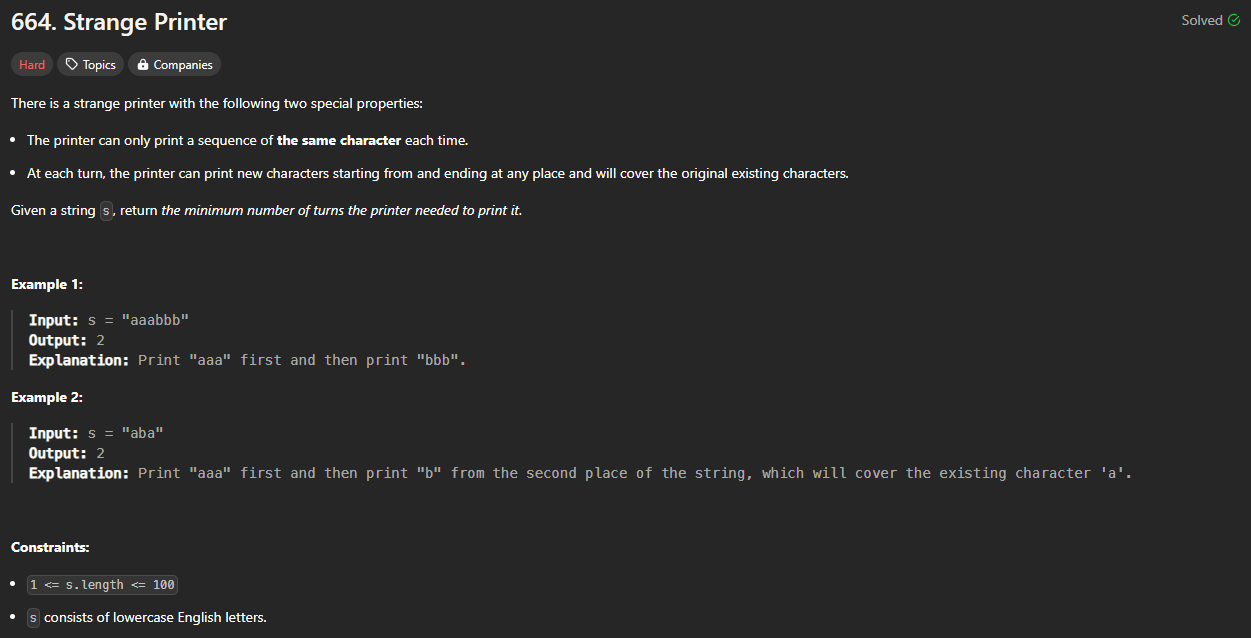 664. Strange Printer
Solved
Hard Topics Companies
There is a strange printer with the following two special properties:
• The printer can only print a sequence of the same character each time.
• At each turn, the printer can print new characters starting from and ending at any place and will cover the original existing characters.
Given a string s, return the minimum number of turns the printer needed to print it.
Example 1:
Input: s = "aaabbb"
Output: 2
Explanation: Print "aaa" first and then print "bbb".
Example 2:
Input: s = "aba"
Output: 2
Explanation: Print "aaa" first and then print "b" from the second place of the string, which will cover the existing character 'a'.
Constraints:
• 1 <= s.length <= 100
• s consists of lowercase English letters.